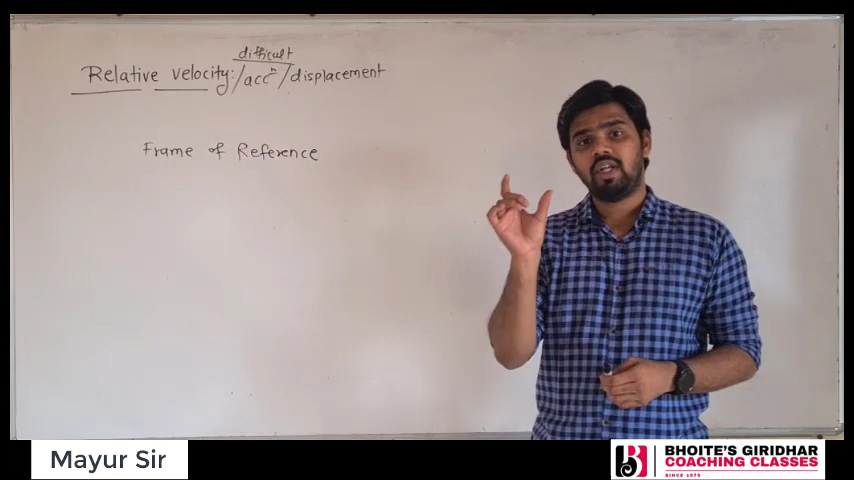 difficult
Relative velocity:/accⁿ/displacement
Frame of Reference
Mayur Sir
BHOITE'S GIRIDHAR
COACHING CLASSES
SINCE 1975